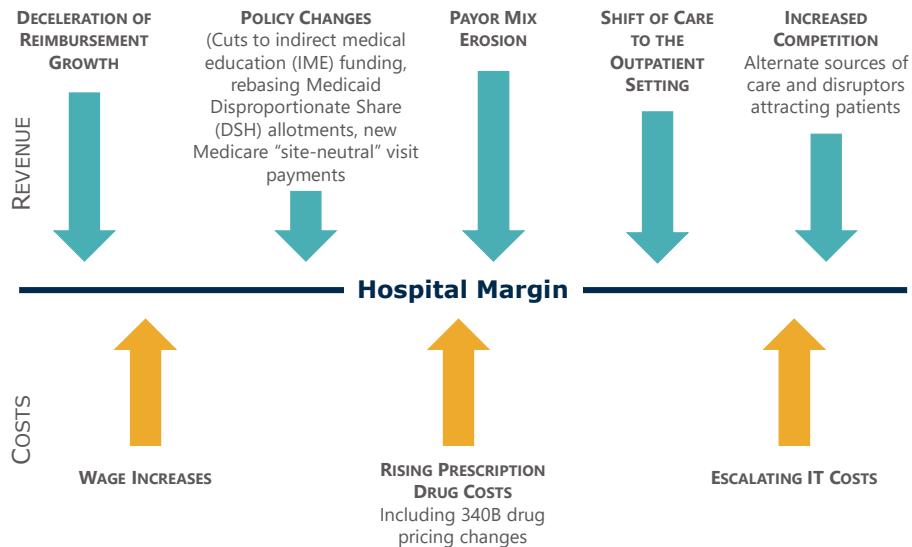 DECELERATION OF
REIMBURSEMENT
GROWTH
POLICY CHANGES
(Cuts to indirect medical
education (IME) funding,
rebasing Medicaid
Disproportionate Share
(DSH) allotments, new
Medicare “site-neutral” visit
payments
PAYOR MIX
EROSION
SHIFT OF CARE
TO THE
OUTPATIENT
SETTING
INCREASED
COMPETITION
Alternate sources of
care and disruptors
attracting patients
REVENUE
Hospital Margin
COSTS
WAGE INCREASES
RISING PRESCRIPTION
DRUG COSTS
Including 340B drug
pricing changes
ESCALATING IT COSTS